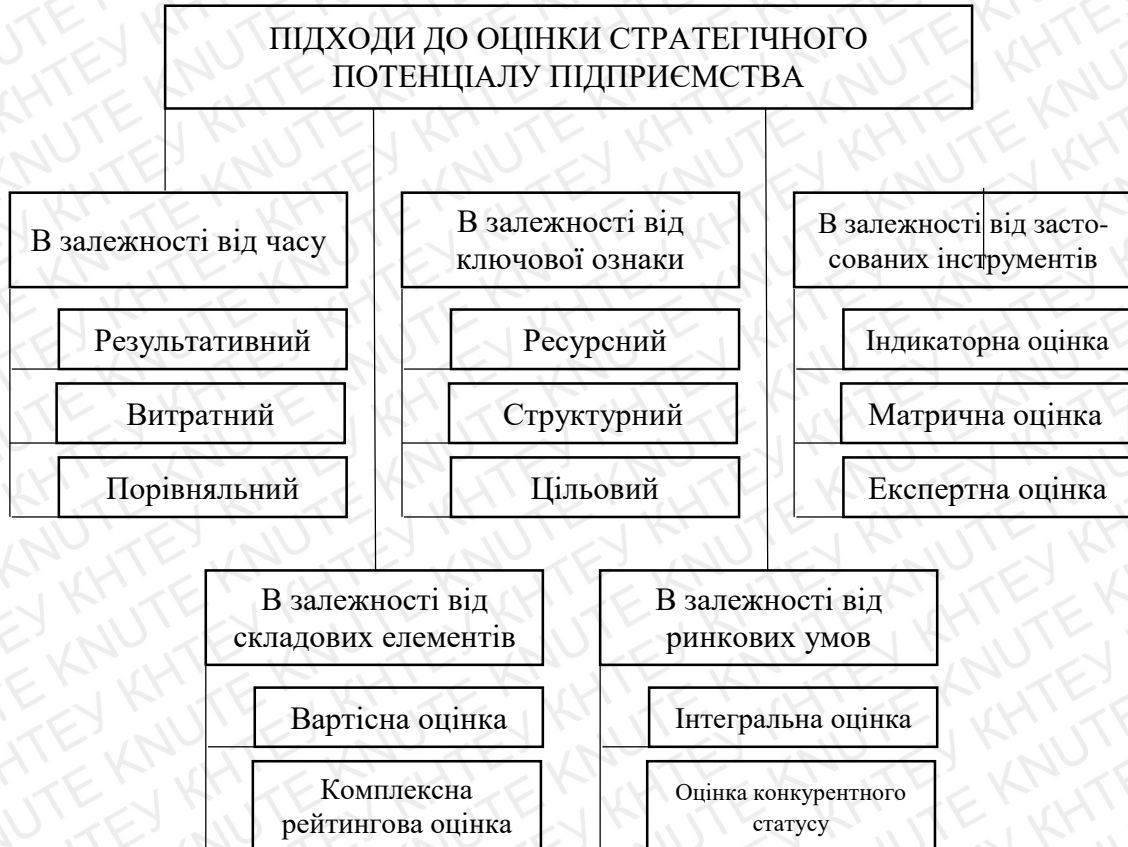 ПІДХОДИ ДО ОЦІНКИ СТРАТЕГІЧНОГО
ПОТЕНЦІАЛУ ПІДПРИЄМСТВА
В залежності від часу
Результативний
Витратний
Порівняльний
В залежності від
ключової ознаки
Ресурсний
Структурний
Цільовий
В залежності від засто-
сованих інструментів
Індикаторна оцінка
Матрична оцінка
Експертна оцінка
В залежності від
складових елементів
Вартісна оцінка
Комплексна
рейтингова оцінка
В залежності від
ринкових умов
Інтегральна оцінка
Оцінка конкурентного
статусу